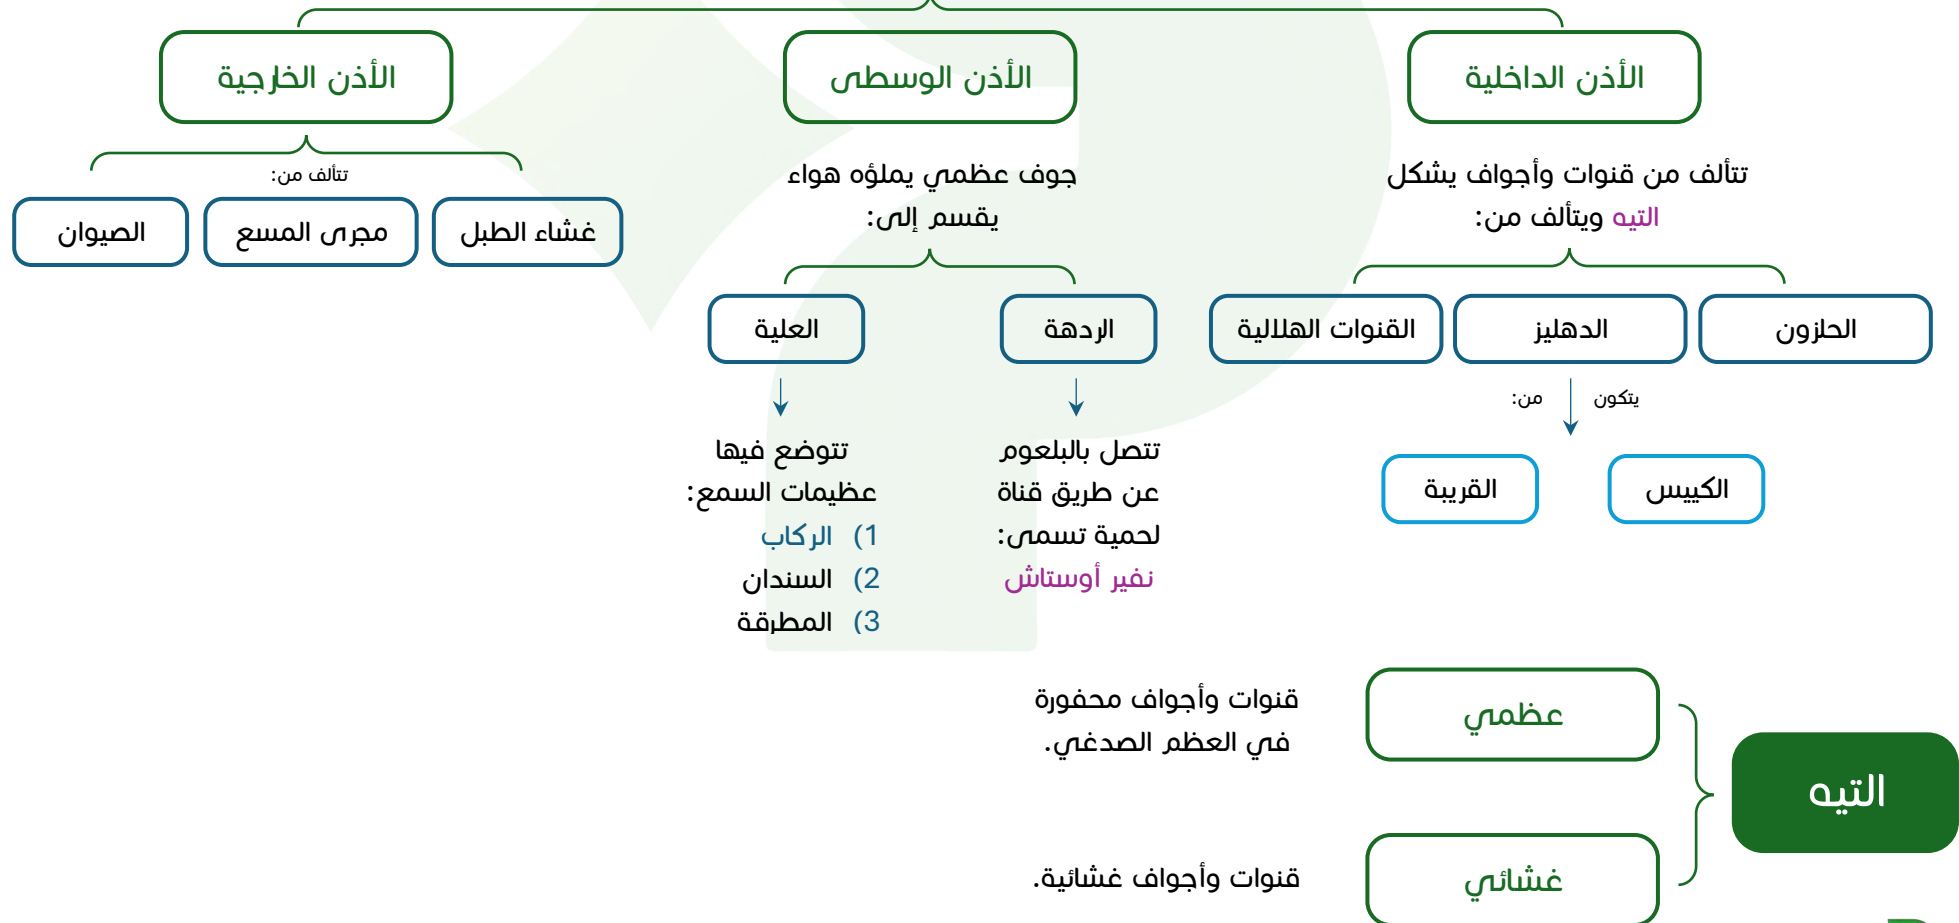 الأذن الداخلية
الأذن الوسطى
الأذن الخارجية
تتألف من قنوات وأجواف يشكل
التيه ويتألف من:
الحلزون
الدهليز
القنوات الهلالية
يتكون من:
الكييس
القريبة
جوف عظمي يملؤه هواء
يقسم إلى:
الردهة
العلية
تتصل بالبلعوم
عن طريق قناة
لحمية تسمى:
نفير أوستاش
تتوضع فيها
عظيمات السمع:
1) الركاب
2) السندان
3) المطرقة
تتألف من:
غشاء الطبل
مجرى المسع
الصيوان
التيه
عظمي
قنوات وأجواف محفورة
في العظم الصدغي.
غشائي
قنوات وأجواف غشائية.